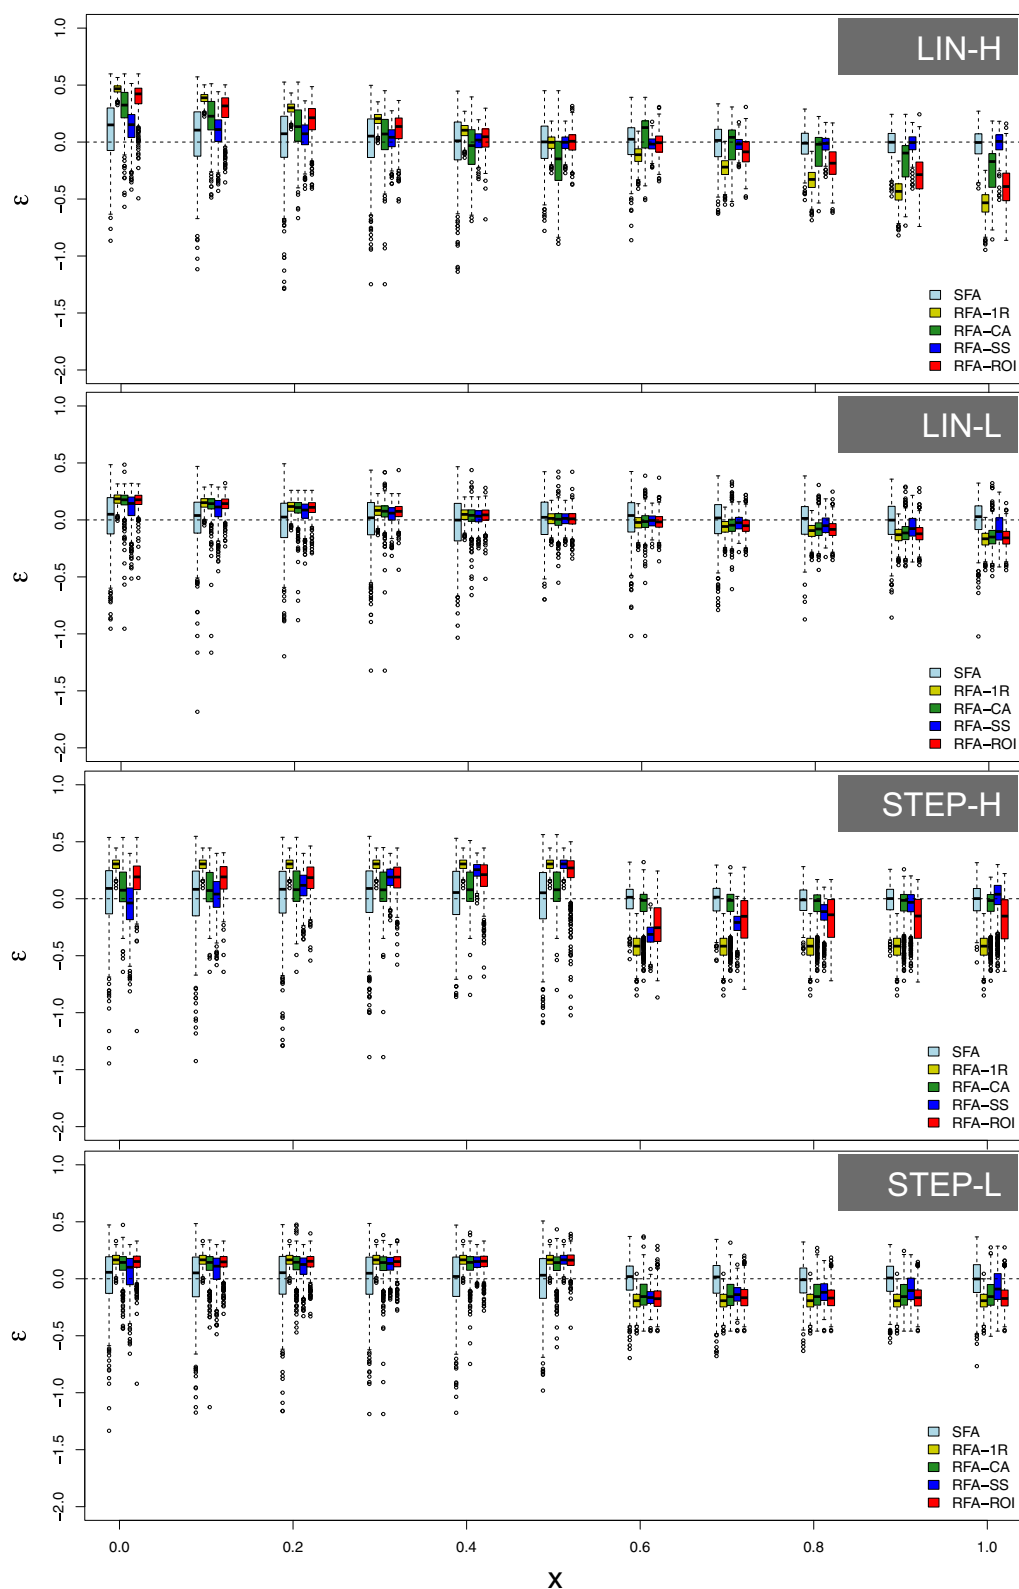 LIN-H
1.0
0.5
0.0
−0.5
−1.0
−1.5
−2.0
ε
SFA
RFA−1R
RFA−CA
RFA−SS
RFA−ROI
LIN-L
1.0
0.5
0.0
−0.5
−1.0
−1.5
−2.0
ε
SFA
RFA−1R
RFA−CA
RFA−SS
RFA−ROI
STEP-H
1.0
0.5
0.0
−0.5
−1.0
−1.5
−2.0
ε
SFA
RFA−1R
RFA−CA
RFA−SS
RFA−ROI
STEP-L
1.0
0.5
0.0
−0.5
−1.0
−1.5
−2.0
ε
SFA
RFA−1R
RFA−CA
RFA−SS
RFA−ROI
0.0 0.2 0.4 0.6 0.8 1.0
x